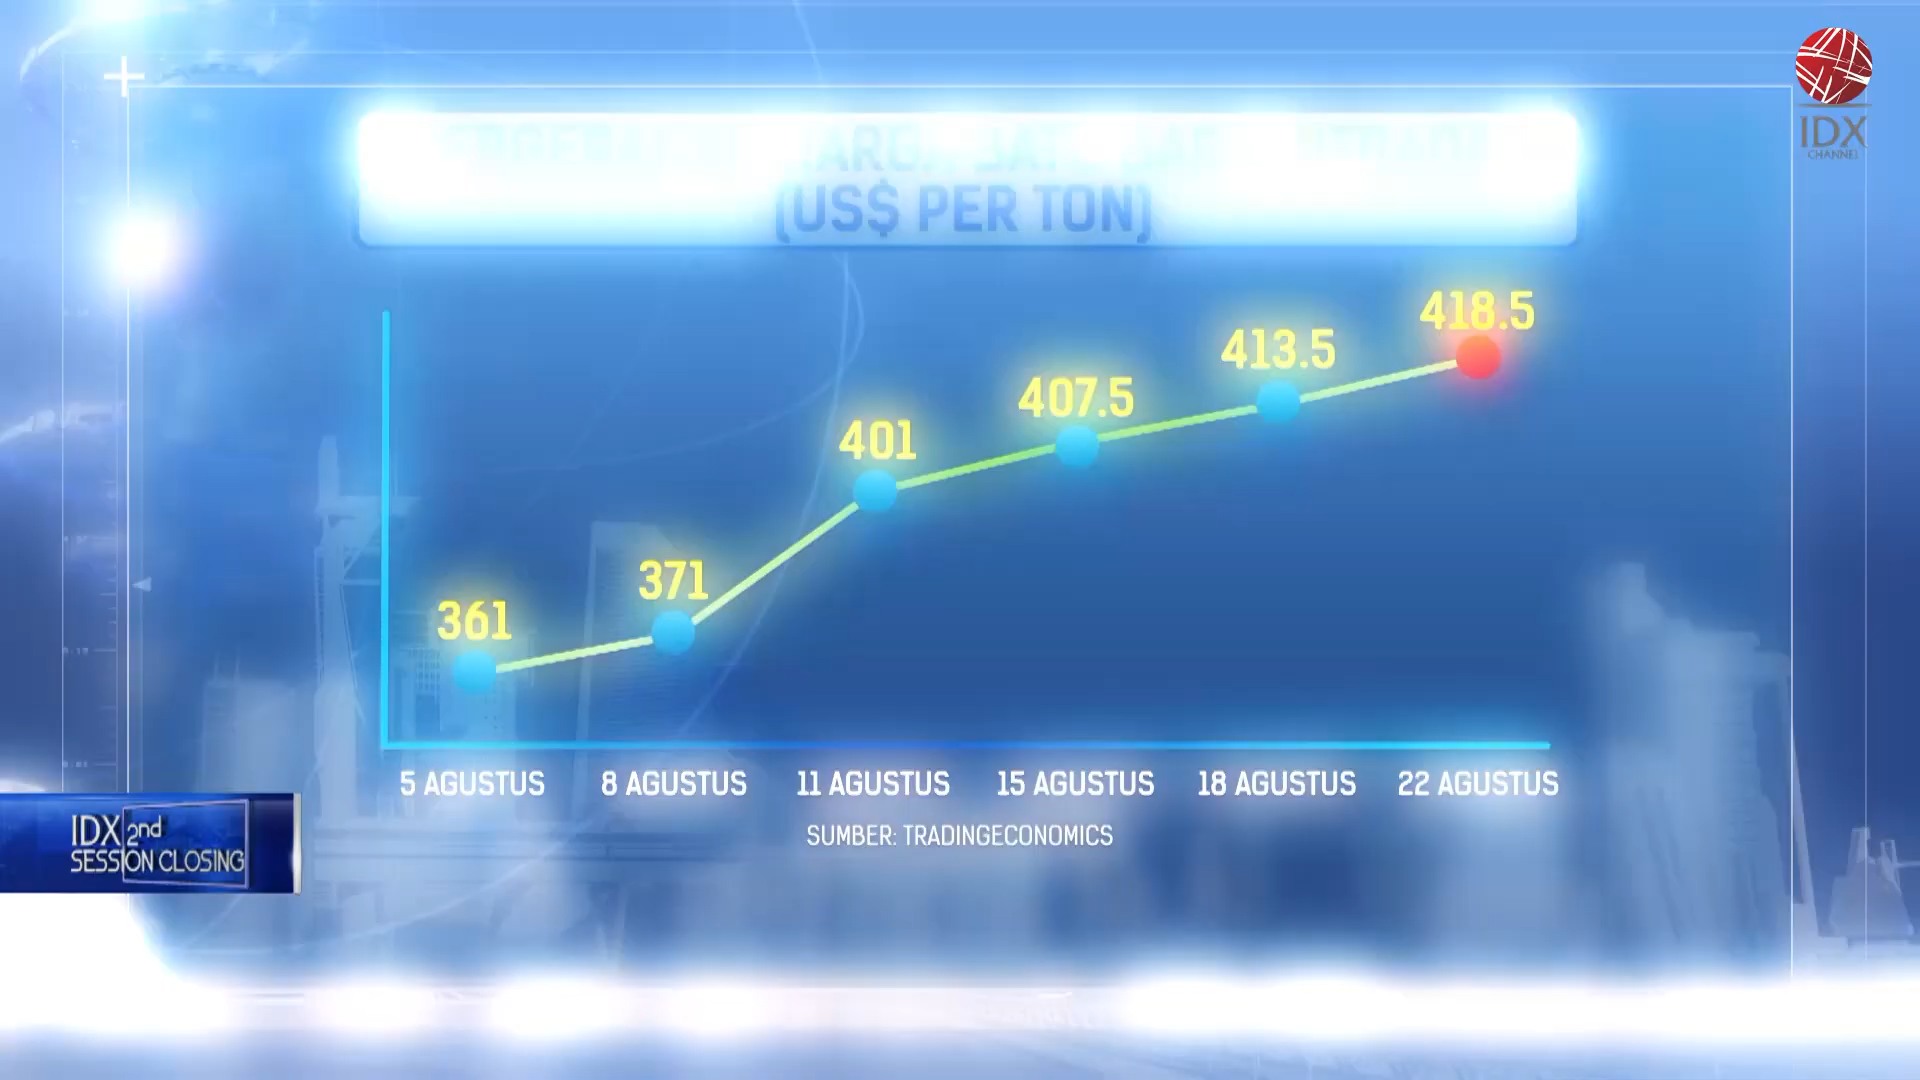 IDX
CHANNEL
(US$ PER TON)
418.5
413.5
407.5
401
371
361
5 AGUSTUS 8 AGUSTUS 11 AGUSTUS 15 AGUSTUS 18 AGUSTUS 22 AGUSTUS
SUMBER: TRADINGECONOMICS
IDX 2nd
SESSION CLOSING